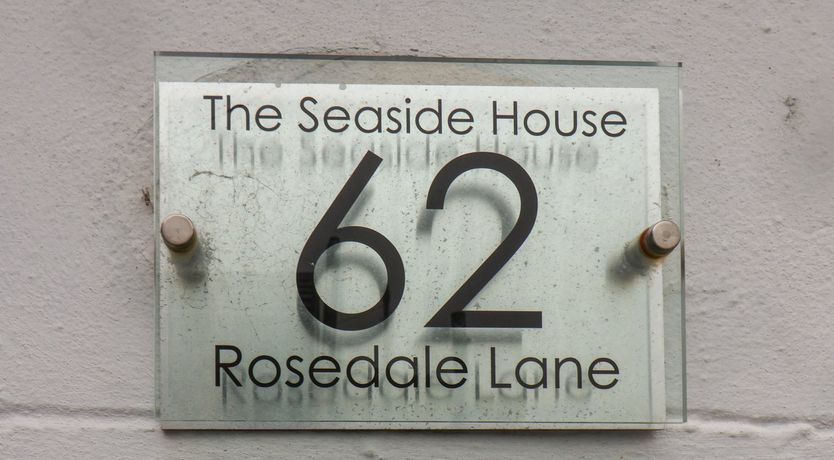 The Seaside House
62
Rosedale Lane